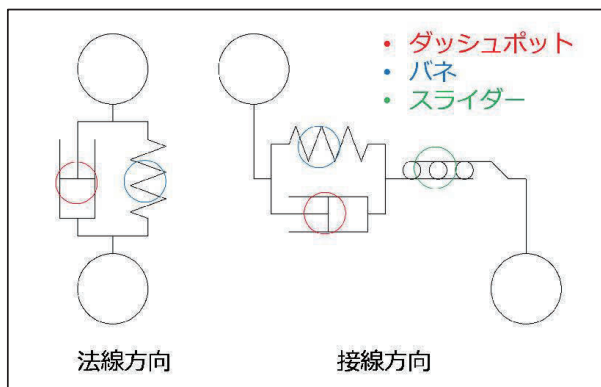 • ダッシュポット
• バネ
• スライダー
法線方向
接線方向